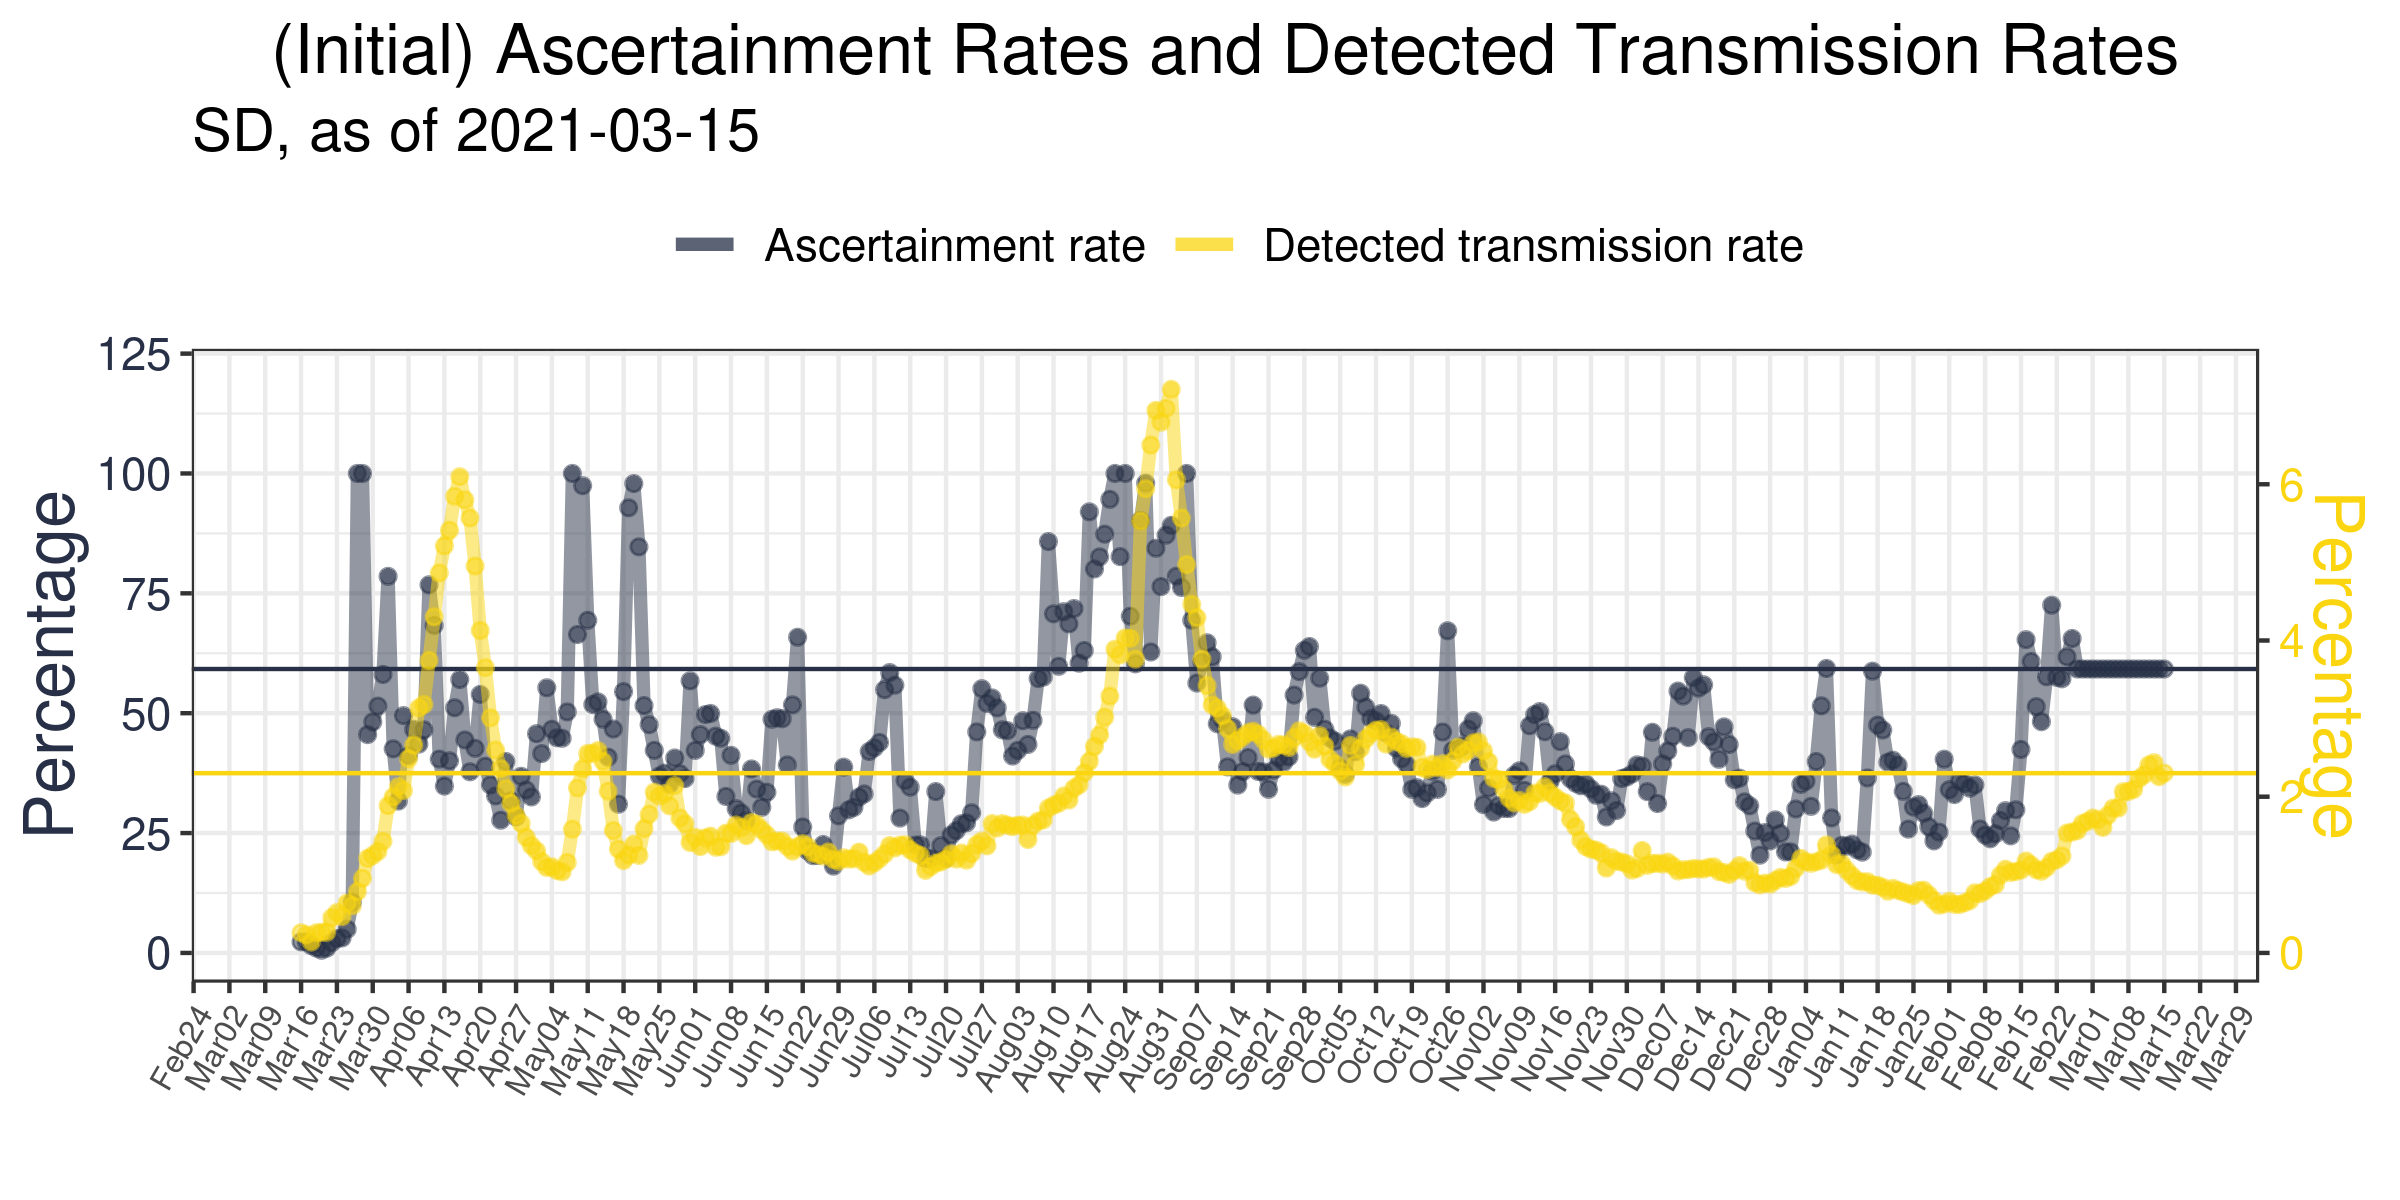 (Initial) Ascertainment Rates and Detected Transmission Rates
SD, as of 2021-03-15
Ascertainment rate
Detected transmission rate
Percentage
125
100
75
50
25
0
6
4
2
0
Percentage
Feb24
Mar02
Mar09
Mar16
Mar23
Mar30
Apr06
Apr13
Apr20
Apr27
May04
May11
May18
May25
Jun01
Jun08
Jun15
Jun22
Jun29
Jul06
Jul13
Jul20
Jul27
Aug03
Aug10
Aug17
Aug24
Aug31
Sep07
Sep14
Sep21
Sep28
Oct05
Oct12
Oct19
Oct26
Nov02
Nov09
Nov16
Nov23
Nov30
Dec07
Dec14
Dec21
Dec28
Jan04
Jan11
Jan18
Jan25
Feb01
Feb08
Feb15
Feb22
Mar01
Mar08
Mar15
Mar22
Mar29